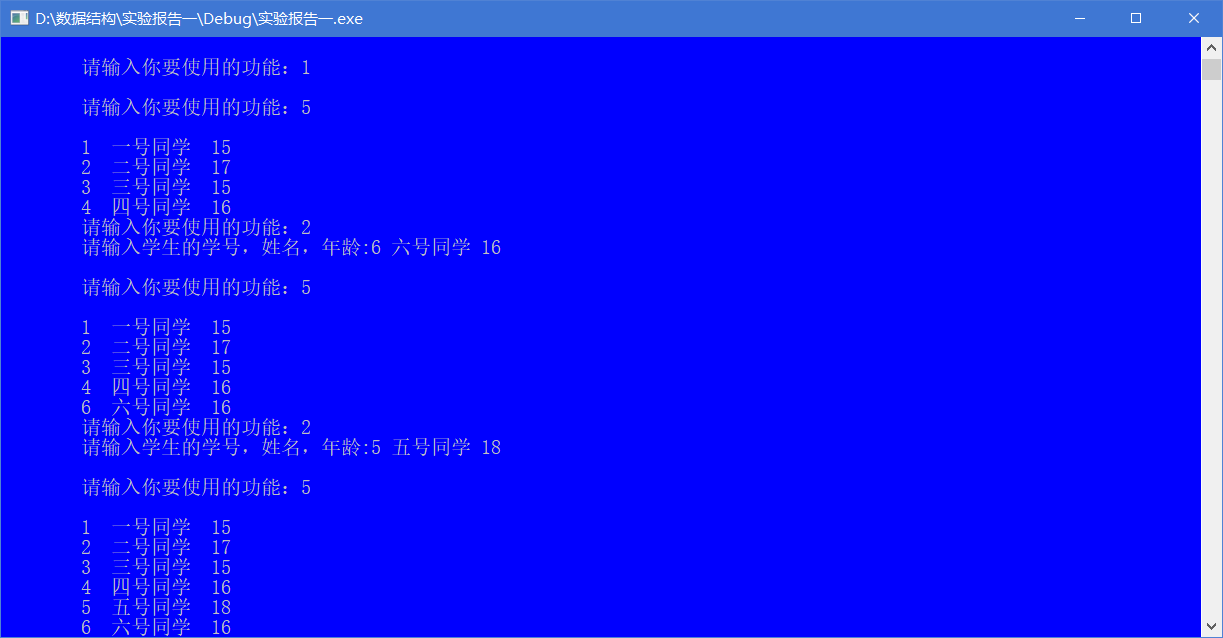 D:\数据结构\实验报告一\Debug\实验报告一.exe
请输入你要使用的功能：1
请输入你要使用的功能：5
1  一号同学  15
2  二号同学  17
3  三号同学  15
4  四号同学  16
请输入你要使用的功能：2
请输入学生的学号，姓名，年龄:6 六号同学 16
请输入你要使用的功能：5
1  一号同学  15
2  二号同学  17
3  三号同学  15
4  四号同学  16
6  六号同学  16
请输入你要使用的功能：2
请输入学生的学号，姓名，年龄:5 五号同学 18
请输入你要使用的功能：5
1  一号同学  15
2  二号同学  17
3  三号同学  15
4  四号同学  16
5  五号同学  18
6  六号同学  16